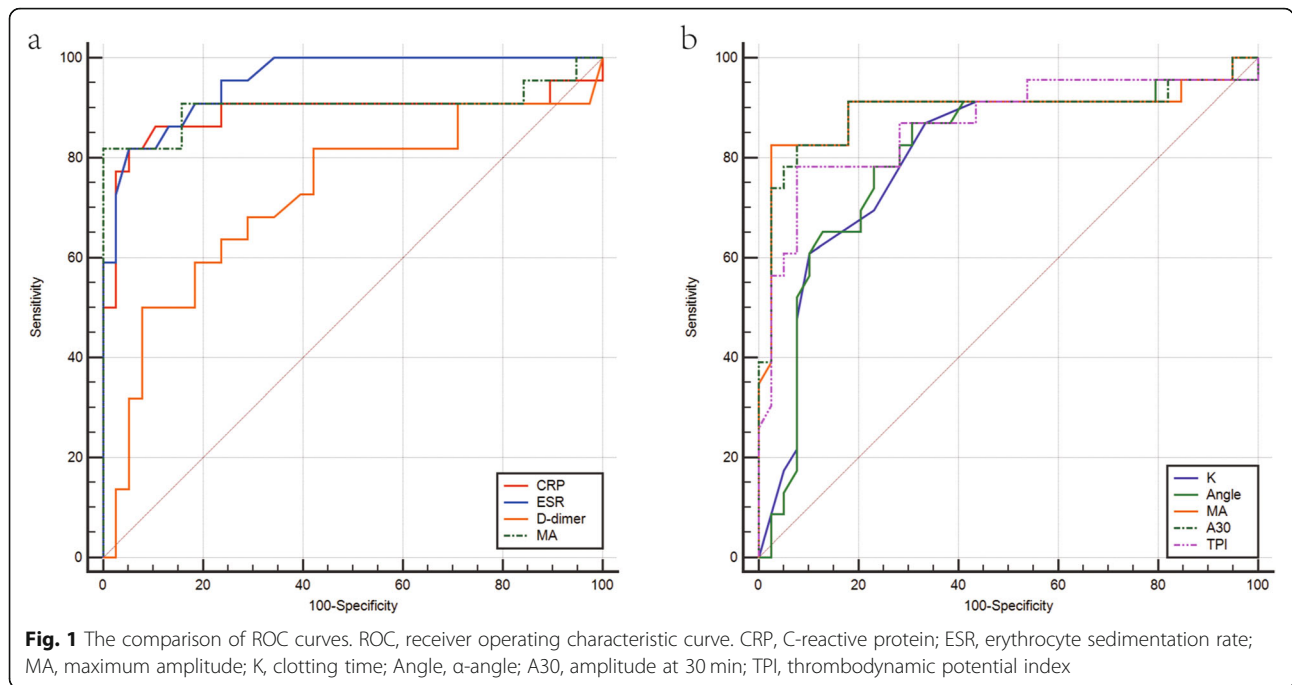 a
100
80
60
40
20
0
Sensitivity
0 20 40 60 80 100
100-Specificity
CRP
ESR
D-dimer
MA
b
100
80
60
40
20
0
Sensitivity
0 20 40 60 80 100
100-Specificity
K
Angle
MA
A30
TPI
Fig. 1 The comparison of ROC curves. ROC, receiver operating characteristic curve. CRP, C-reactive protein; ESR, erythrocyte sedimentation rate;
MA, maximum amplitude; K, clotting time; Angle, α-angle; A30, amplitude at 30 min; TPI, thrombodynamic potential index